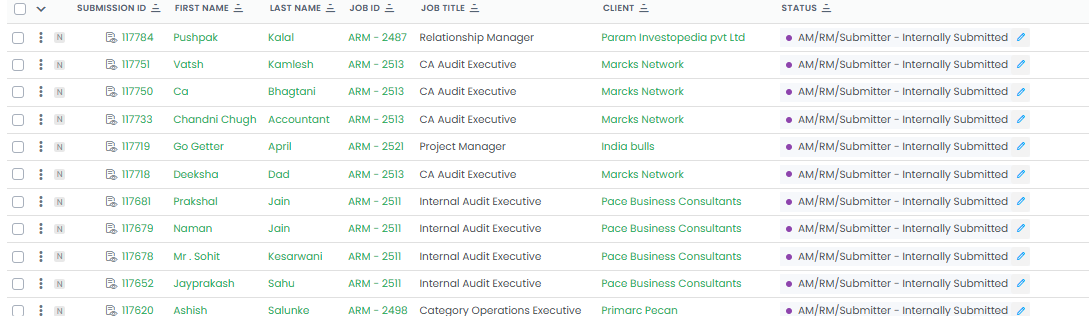 SUBMISSION ID FIRST NAME LAST NAME JOB ID JOB TITLE CLIENT STATUS
N 117784 Pushpak Kalal ARM - 2487 Relationship Manager Param Investopedia pvt Ltd AM/RM/Submitter - Internally Submitted
N 117751 Vatsh Kamlesh ARM - 2513 CA Audit Executive Marcks Network AM/RM/Submitter - Internally Submitted
N 117750 Ca Bhagtani ARM - 2513 CA Audit Executive Marcks Network AM/RM/Submitter - Internally Submitted
N 117733 Chandni Chugh Accountant ARM - 2513 CA Audit Executive Marcks Network AM/RM/Submitter - Internally Submitted
N 117719 Go Getter April ARM - 2521 Project Manager India bulls AM/RM/Submitter - Internally Submitted
N 117718 Deeksha Dad ARM - 2513 CA Audit Executive Marcks Network AM/RM/Submitter - Internally Submitted
N 117681 Prakshal Jain ARM - 2511 Internal Audit Executive Pace Business Consultants AM/RM/Submitter - Internally Submitted
N 117679 Naman Jain ARM - 2511 Internal Audit Executive Pace Business Consultants AM/RM/Submitter - Internally Submitted
N 117678 Mr . Sohit Kesarwani ARM - 2511 Internal Audit Executive Pace Business Consultants AM/RM/Submitter - Internally Submitted
N 117652 Jayprakash Sahu ARM - 2511 Internal Audit Executive Pace Business Consultants AM/RM/Submitter - Internally Submitted
N 117620 Ashish Salunke ARM - 2498 Category Operations Executive Primarc Pecan AM/RM/Submitter - Internally Submitted